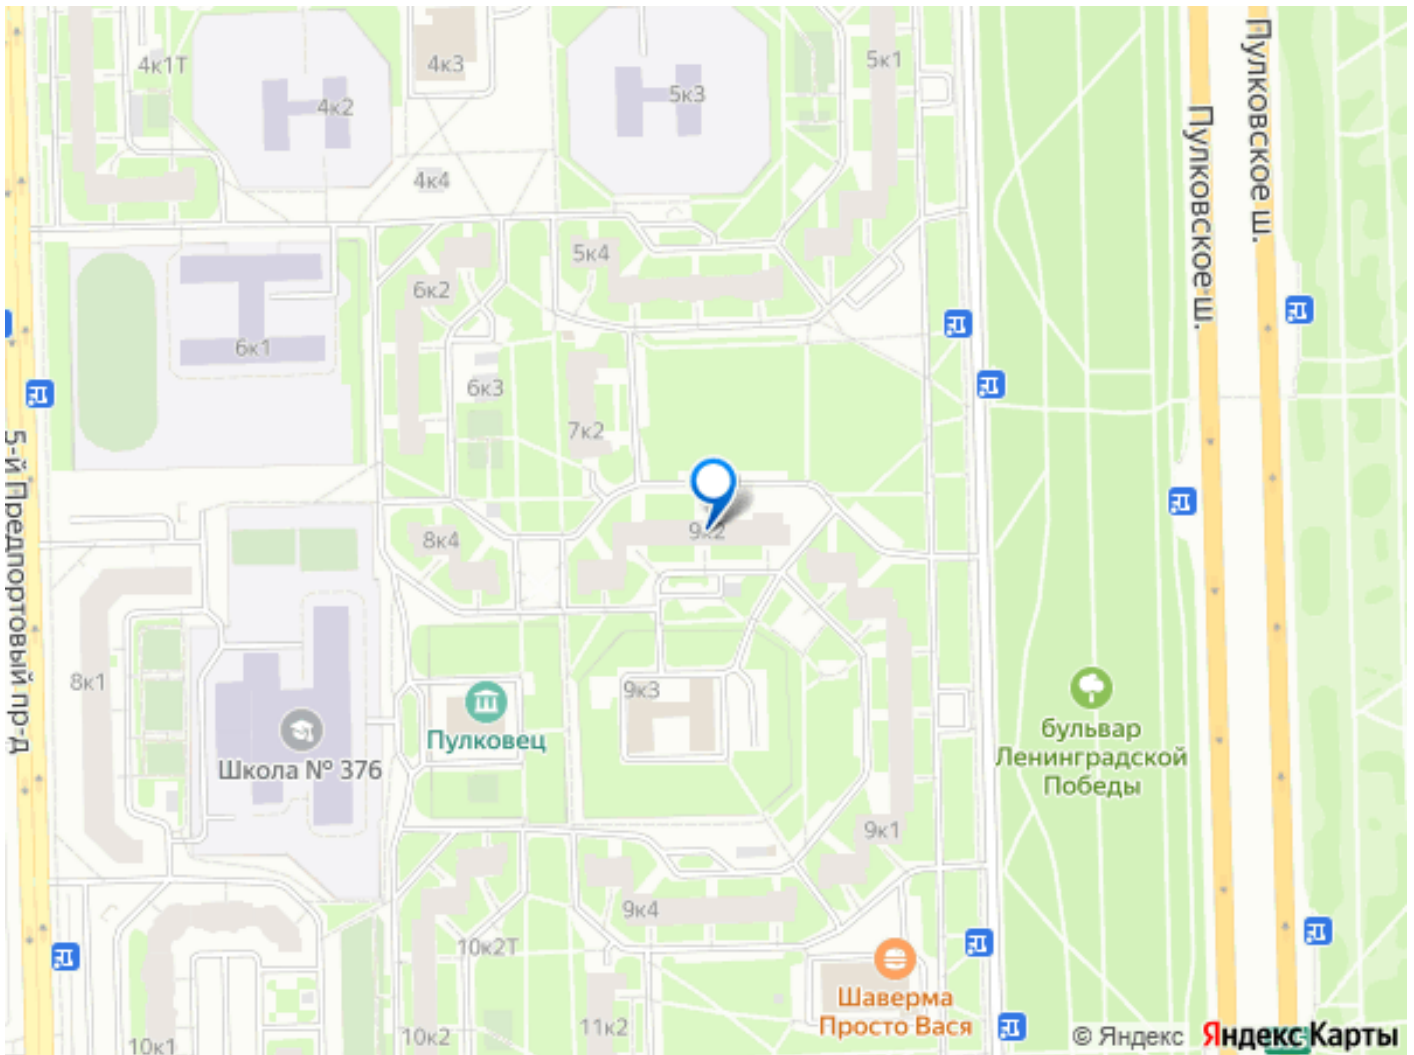 4к1Т
4к3
5к1
4к2
5к3
4к4
Пулковское ш.
Пулковское ш.
5к4
6к2
6к1
6к3
7к2
5-й Предпортовый пр-д
8к4
9к2
8к1
9к3
Пулковец
Школа № 376
бульвар
Ленинградской
Победы
9к1
9к4
10к2Т
Шаверма
Просто Вася
10к1
10к2
11к2
© Яндекс Яндекс Карты